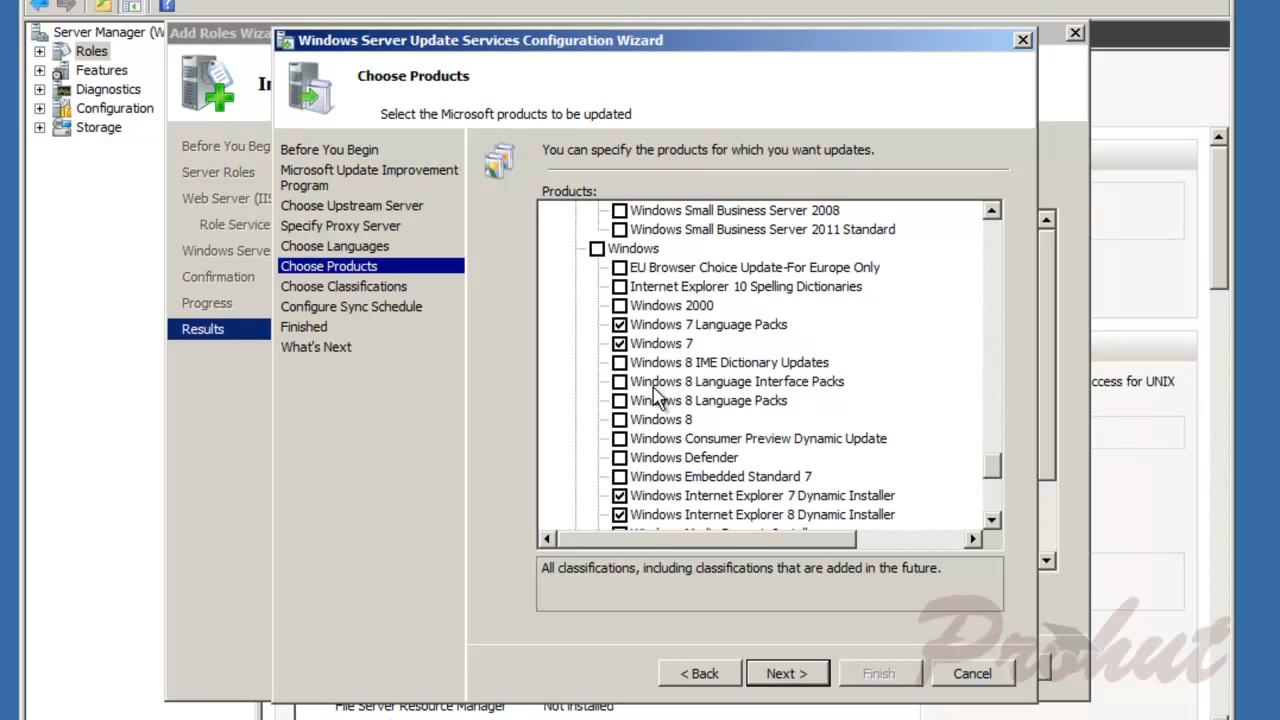 Server Manager (W
Roles
Features
Diagnostics
Configuration
Storage
Add Roles Wiza
Before You Beg
Server Roles
Web Server (IIS
Role Service
Windows Serve
Confirmation
Progress
Results
Windows Server Update Services Configuration Wizard
Choose Products
Select the Microsoft products to be updated
Before You Begin
Microsoft Update Improvement
Program
Choose Upstream Server
Specify Proxy Server
Choose Languages
Choose Products
Choose Classifications
Configure Sync Schedule
Finished
What's Next
You can specify the products for which you want updates.
Products:
Windows Small Business Server 2008
Windows Small Business Server 2011 Standard
Windows
EU Browser Choice Update-For Europe Only
Internet Explorer 10 Spelling Dictionaries
Windows 2000
Windows 7 Language Packs
Windows 7
Windows 8 IME Dictionary Updates
Windows 8 Language Interface Packs
Windows 8 Language Packs
Windows 8
Windows Consumer Preview Dynamic Update
Windows Defender
Windows Embedded Standard 7
Windows Internet Explorer 7 Dynamic Installer
Windows Internet Explorer 8 Dynamic Installer
All classifications, including classifications that are added in the future.
< Back
Next >
Finish
Cancel
ccess for UNIX
File Server Resource Manager
Not Installed
Prohut